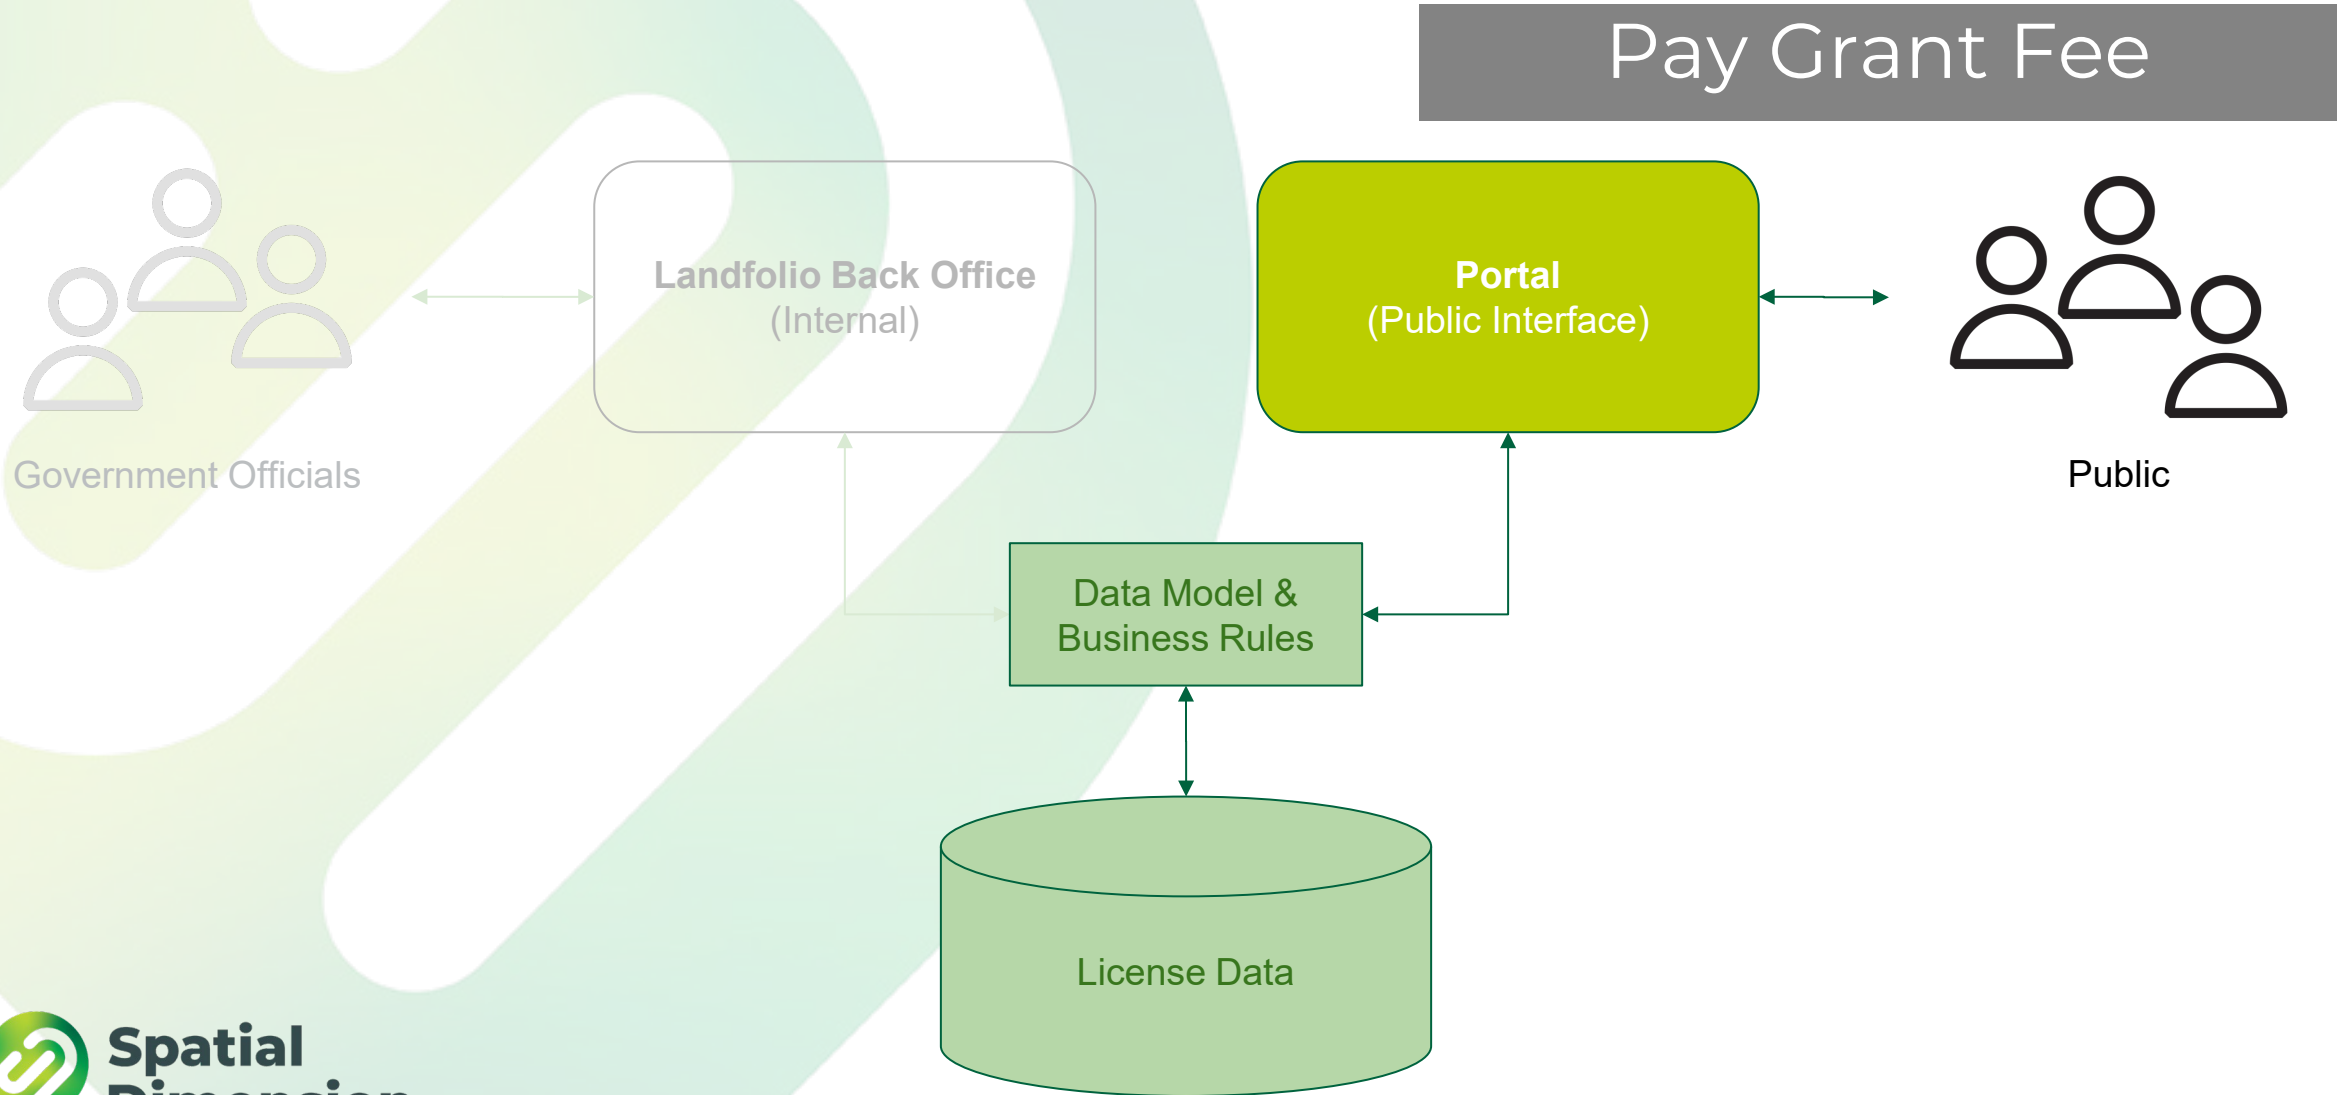 Pay Grant Fee
Landfolio Back Office
(Internal)
Portal
(Public Interface)
Government Officials
Public
Data Model &
Business Rules
License Data
Spatial
Dimension